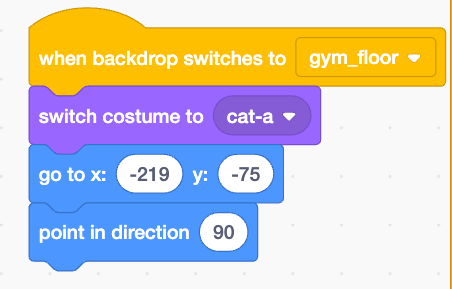 when backdrop switches to gym_floor
switch costume to cat-a
go to x: -219 y: -75
point in direction 90